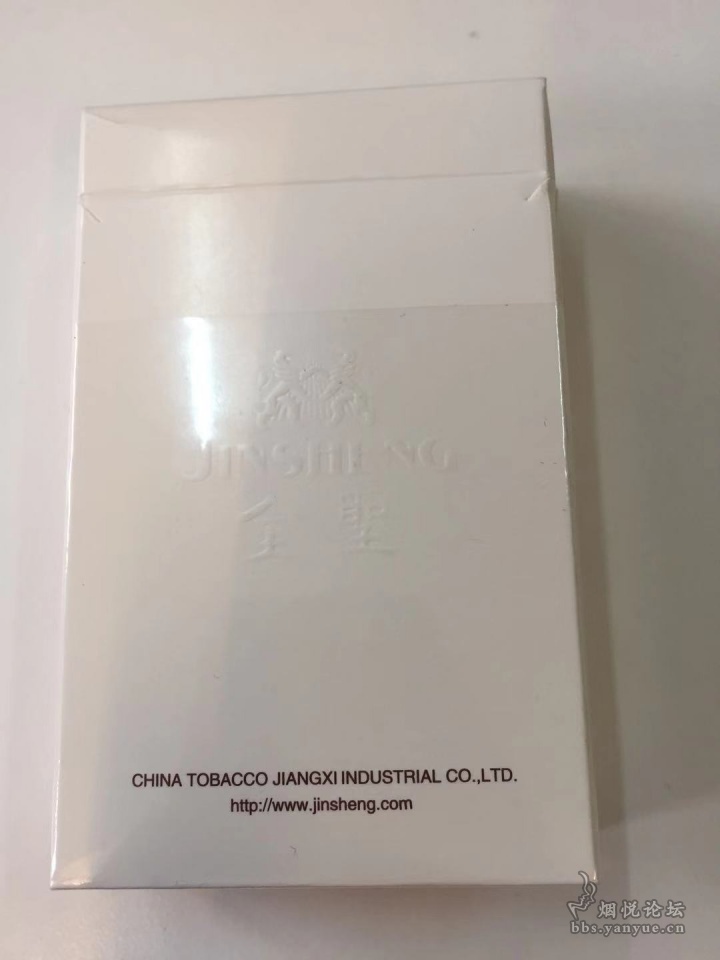 JINSHENG
金聖
CHINA TOBACCO JIANGXI INDUSTRIAL CO.,LTD.
http://www.jinsheng.com
烟悦论坛
bbs.yanyue.cn